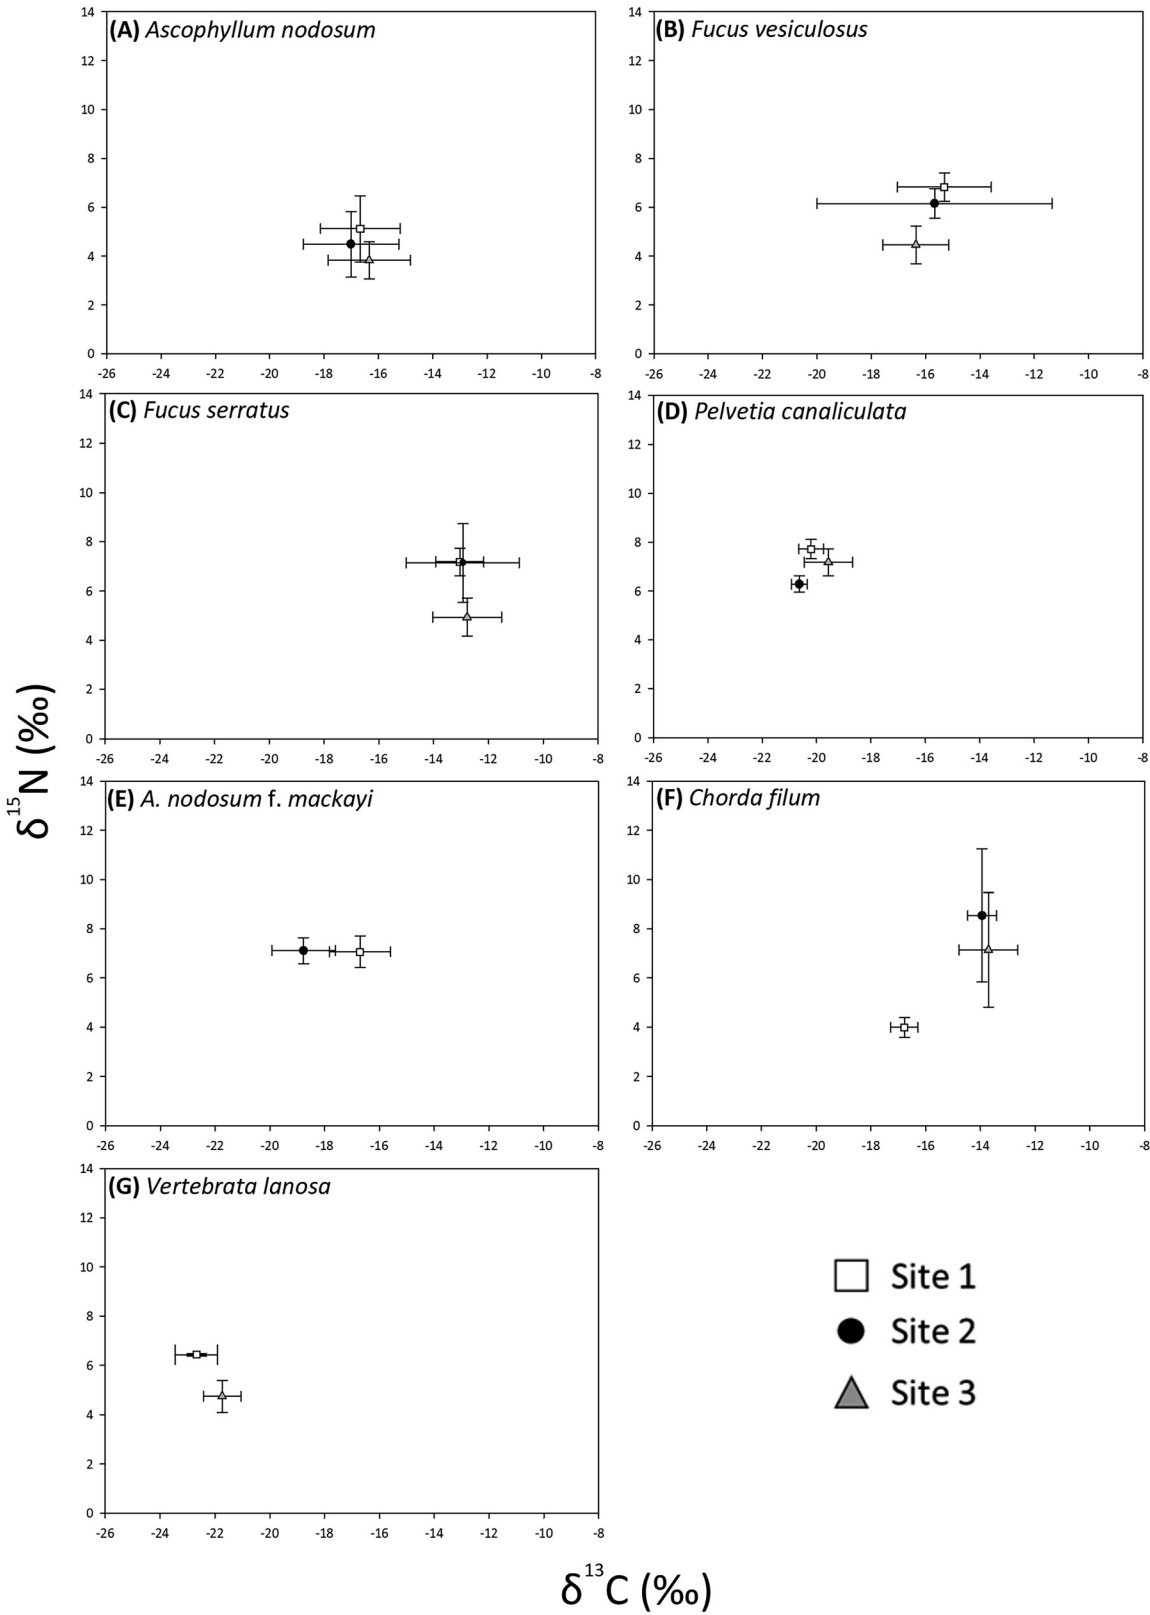 (A) Ascophyllum nodosum
14
12
10
8
6
4
2
0
-26 -24 -22 -20 -18 -16 -14 -12 -10 -8
(B) Fucus vesiculosus
14
12
10
8
6
4
2
0
-26 -24 -22 -20 -18 -16 -14 -12 -10 -8
(C) Fucus serratus
14
12
10
8
6
4
2
0
-26 -24 -22 -20 -18 -16 -14 -12 -10 -8
(D) Pelvetia canaliculata
14
12
10
8
6
4
2
0
-26 -24 -22 -20 -18 -16 -14 -12 -10 -8
δ15N (‰)
(E) A. nodosum f. mackayi
14
12
10
8
6
4
2
0
-26 -24 -22 -20 -18 -16 -14 -12 -10 -8
(F) Chorda filum
14
12
10
8
6
4
2
0
-26 -24 -22 -20 -18 -16 -14 -12 -10 -8
(G) Vertebrata lanosa
14
12
10
8
6
4
2
0
-26 -24 -22 -20 -18 -16 -14 -12 -10 -8
Site 1
Site 2
Site 3
δ13C (‰)